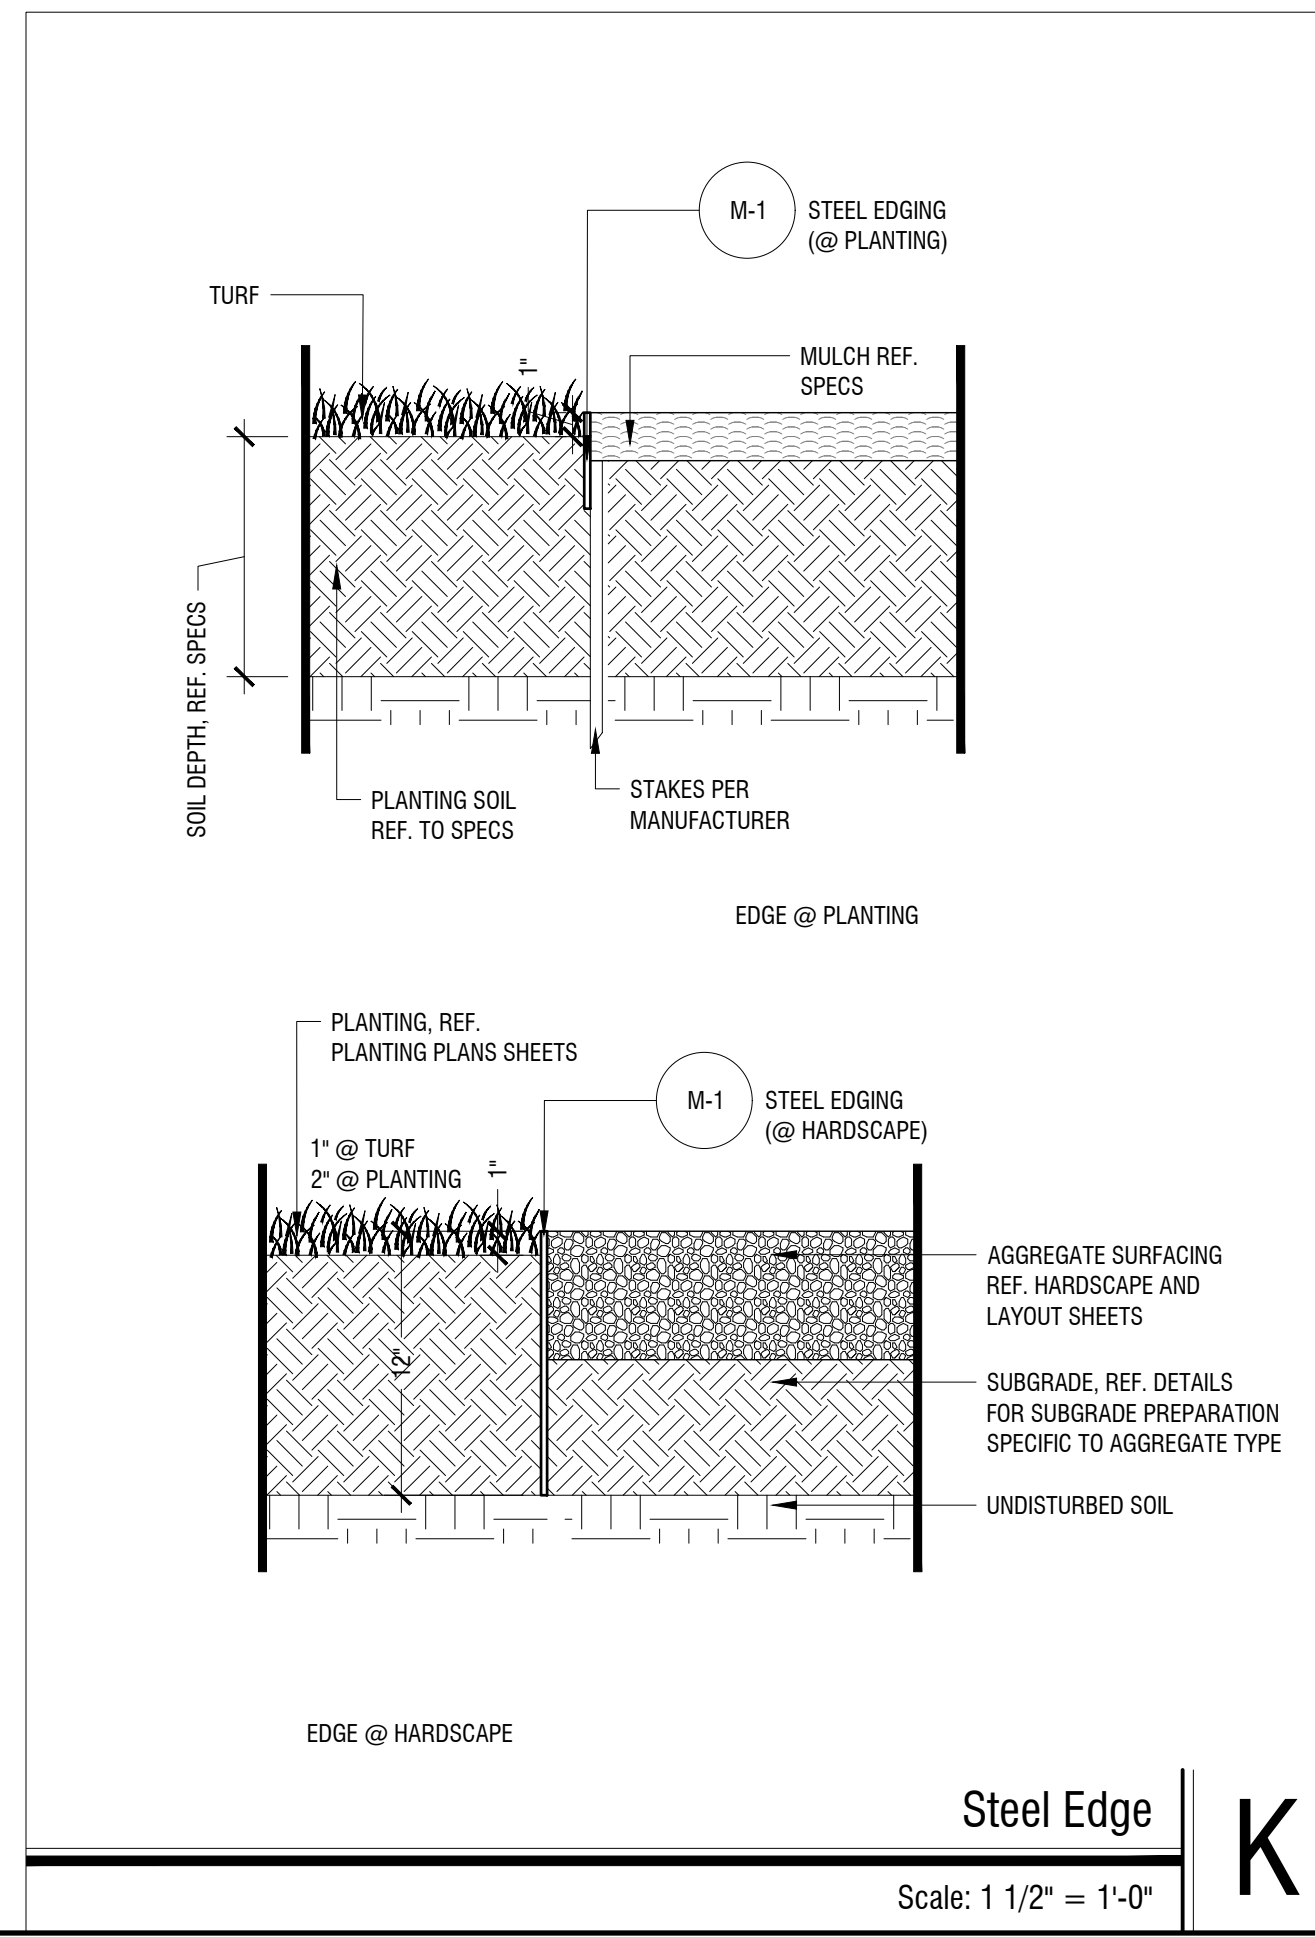 M-1
STEEL EDGING
(@ PLANTING)
TURF
1"
MULCH REF.
SPECS
SOIL DEPTH, REF. SPECS
PLANTING SOIL
REF. TO SPECS
STAKES PER
MANUFACTURER
EDGE @ PLANTING
PLANTING, REF.
PLANTING PLANS SHEETS
M-1
STEEL EDGING
(@ HARDSCAPE)
1" @ TURF
2" @ PLANTING
1"
12"
AGGREGATE SURFACING
REF. HARDSCAPE AND
LAYOUT SHEETS
SUBGRADE, REF. DETAILS
FOR SUBGRADE PREPARATION
SPECIFIC TO AGGREGATE TYPE
UNDISTURBED SOIL
EDGE @ HARDSCAPE
Steel Edge
K
Scale: 1 1/2" = 1'-0"